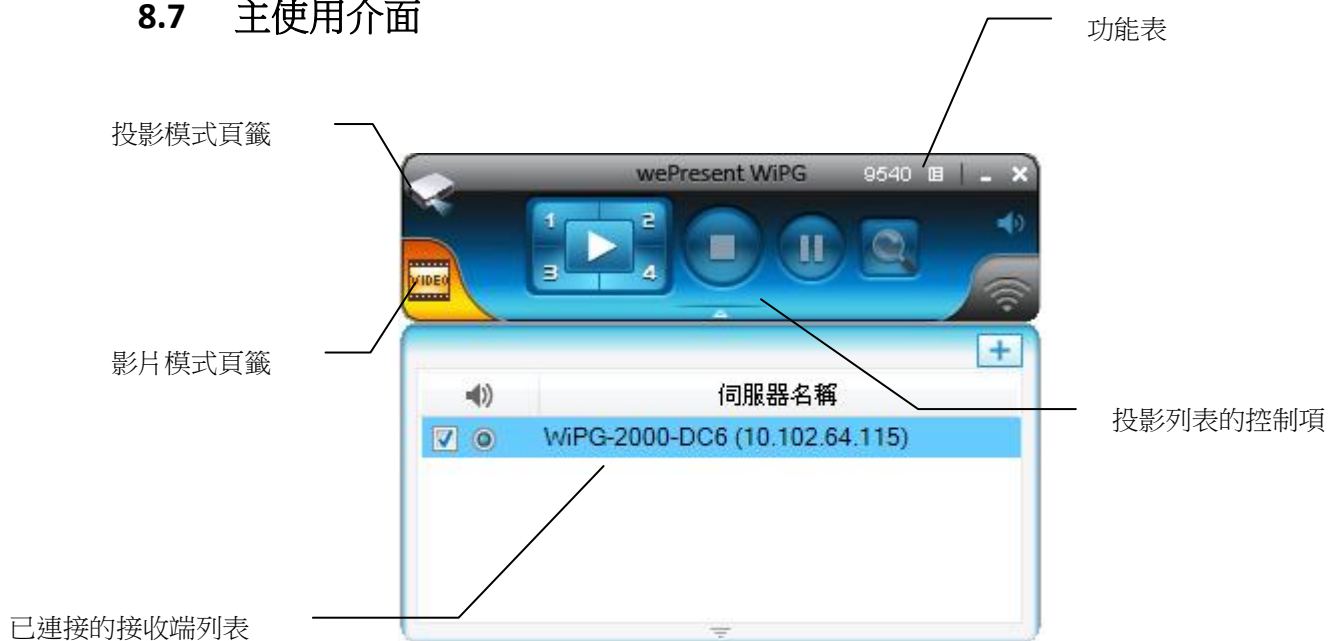 8.7 主使用介面
功能表
投影模式頁籤
wePresent WiPG 9540
1 2
3 4
VIDEO
影片模式頁籤
伺服器名稱
投影列表的控制項
WiPG-2000-DC6 (10.102.64.115)
已連接的接收端列表